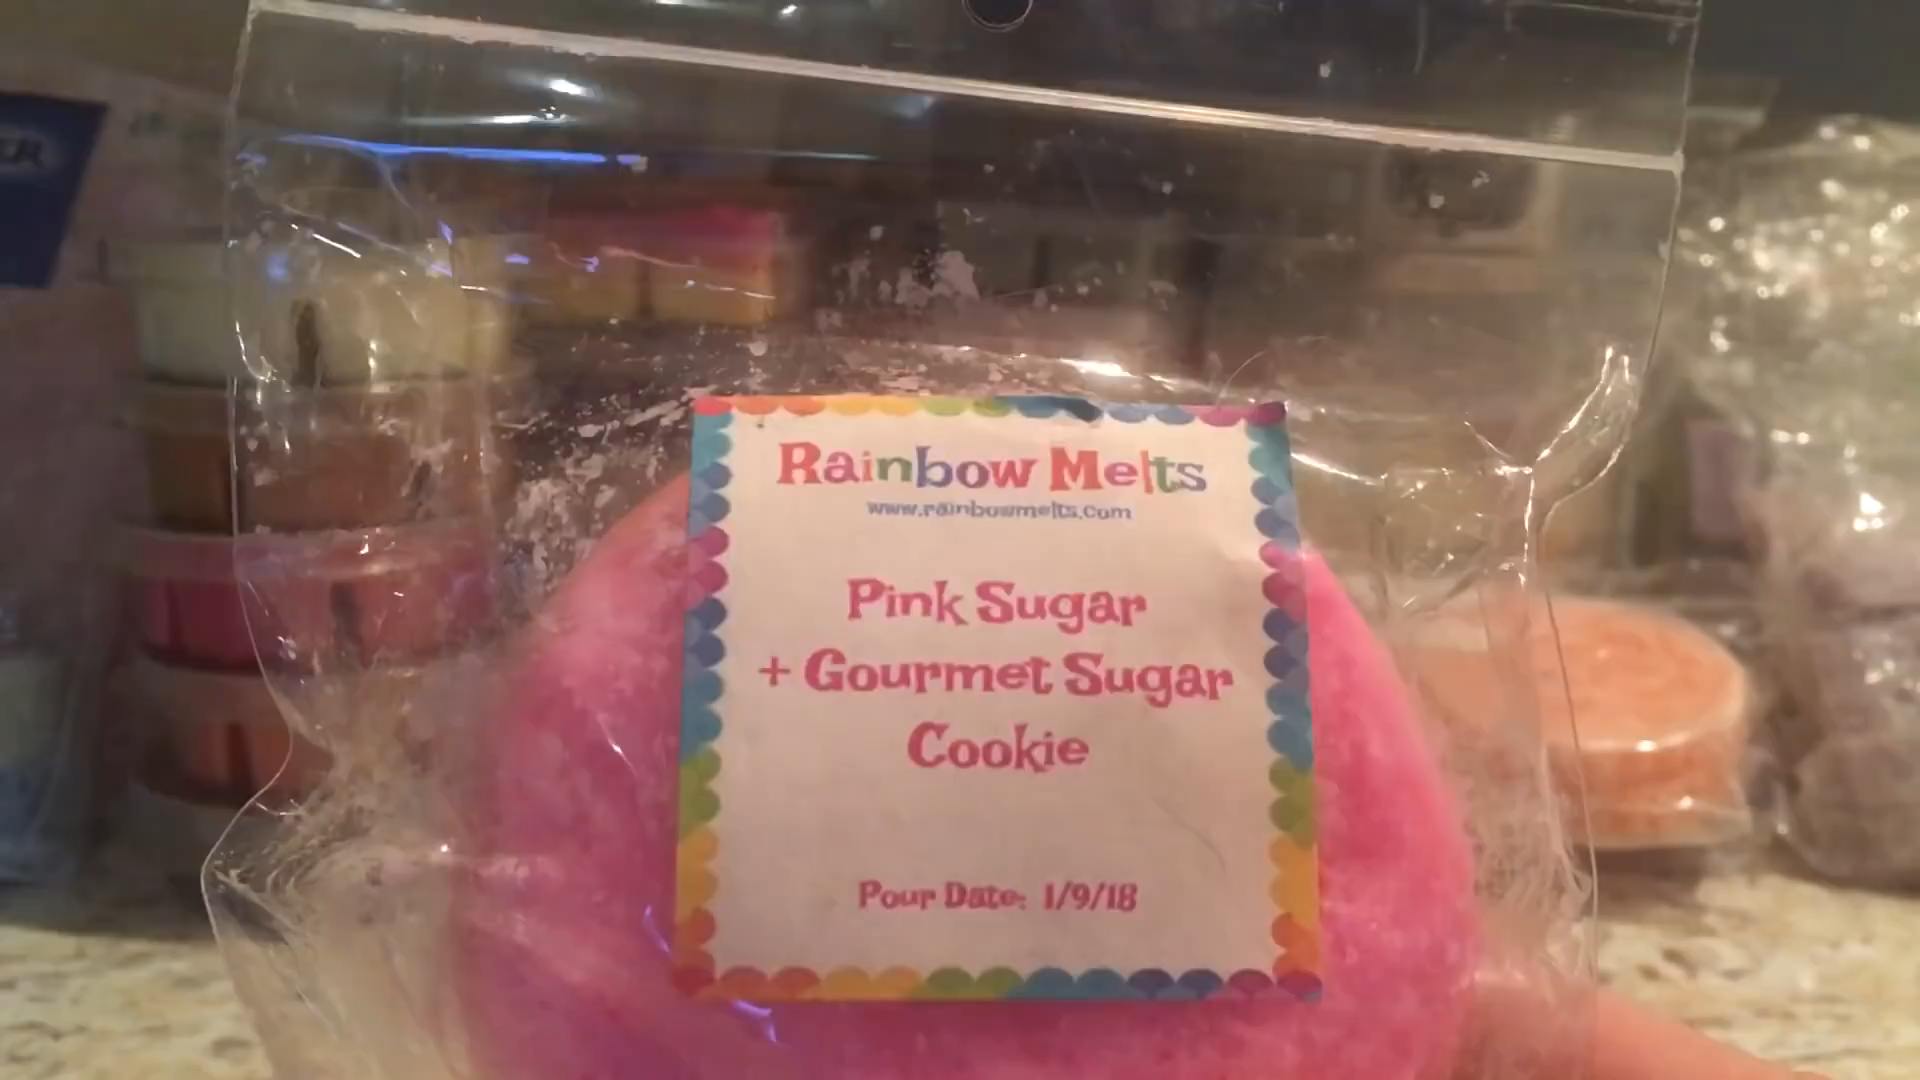 Rainbow Melts
www.rainbowmelts.com
Pink Sugar
+ Gourmet Sugar
Cookie
Pour Date: 1/9/18